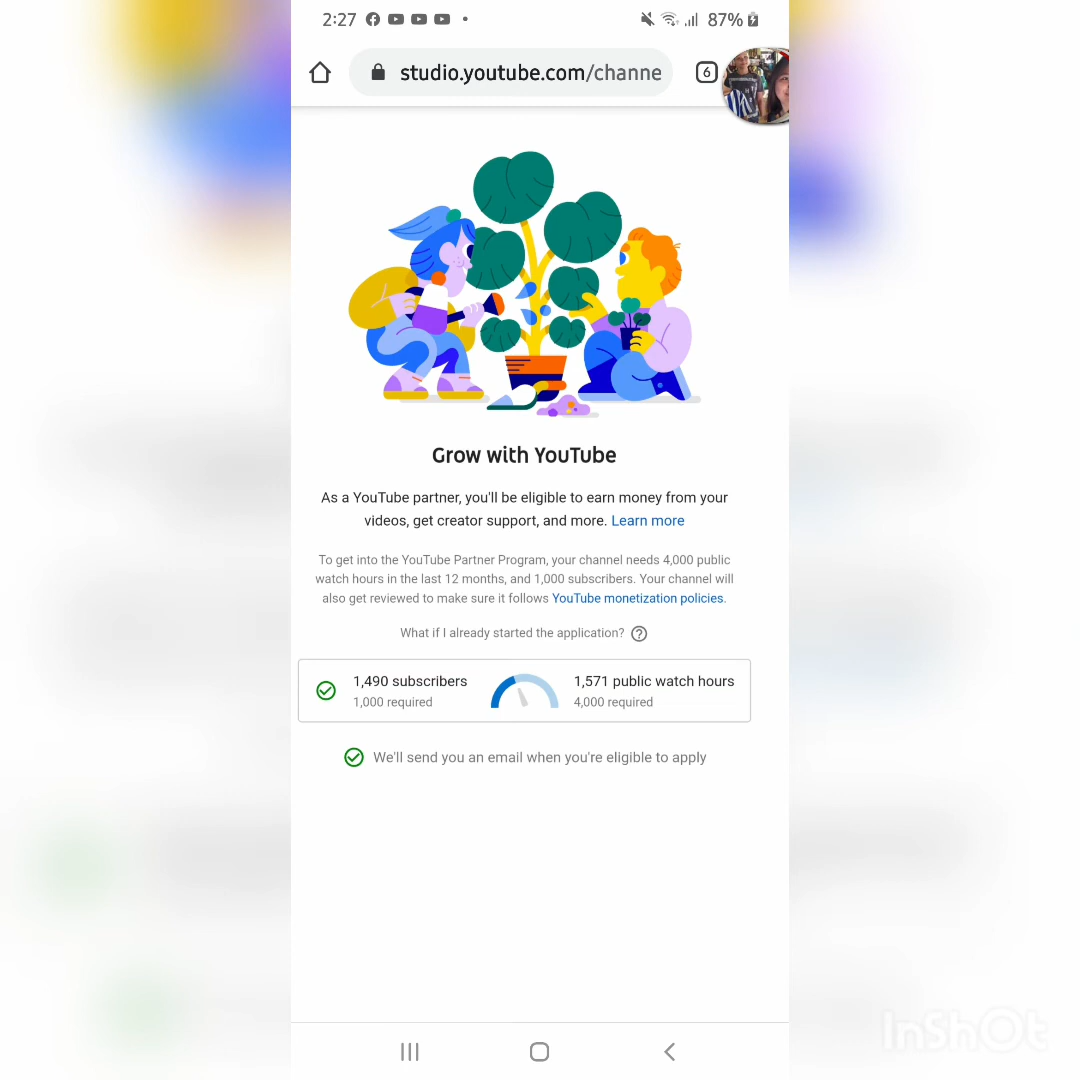 2:27
87%
studio.youtube.com/channe
6
Grow with YouTube
As a YouTube partner, you'll be eligible to earn money from your
videos, get creator support, and more. Learn more
To get into the YouTube Partner Program, your channel needs 4,000 public
watch hours in the last 12 months, and 1,000 subscribers. Your channel will
also get reviewed to make sure it follows YouTube monetization policies.
What if I already started the application? ?
1,490 subscribers
1,000 required
1,571 public watch hours
4,000 required
We'll send you an email when you're eligible to apply
InShOt